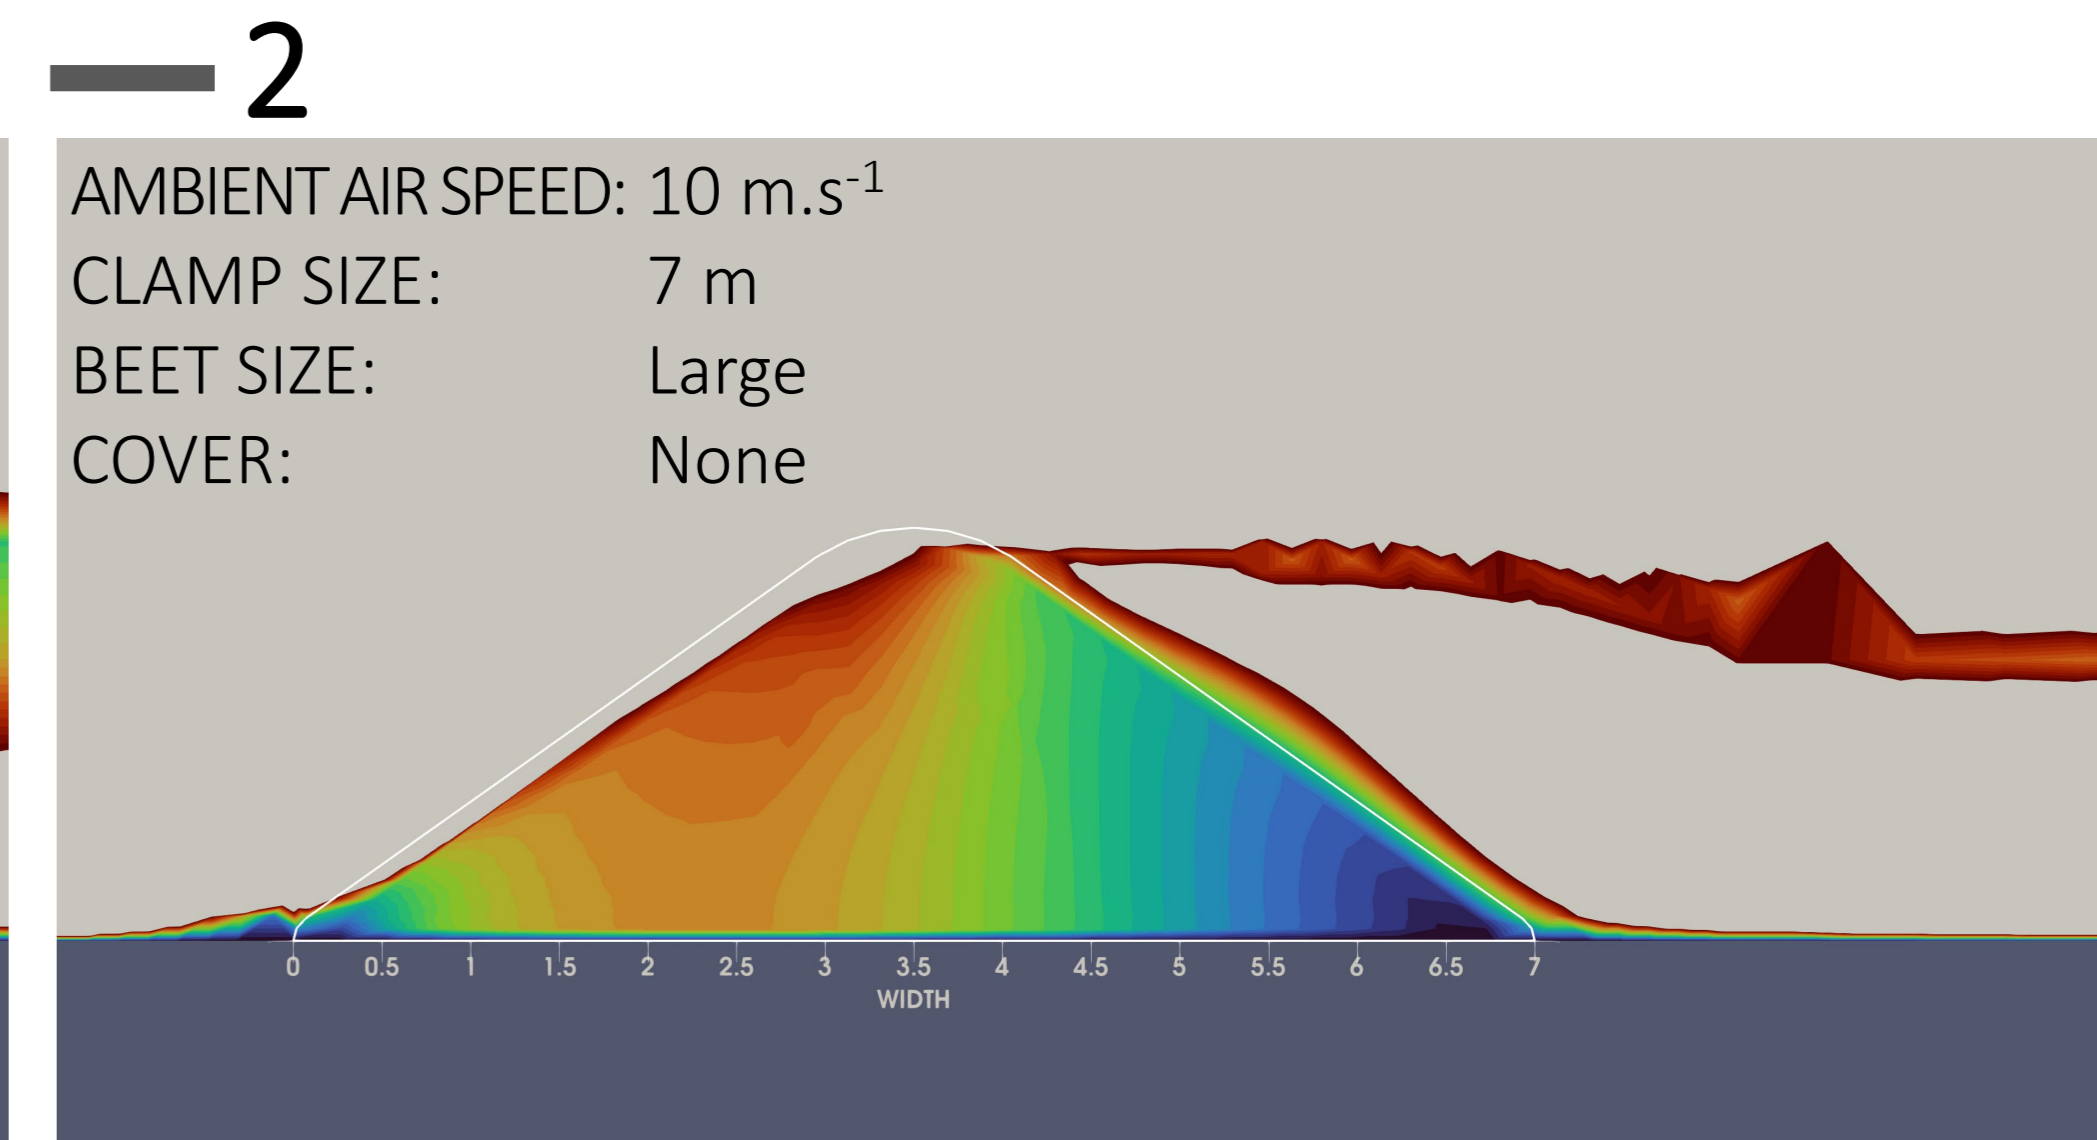 2
AMBIENT AIR SPEED: 10 m.s⁻¹
CLAMP SIZE: 7 m
BEET SIZE: Large
COVER: None
0 0.5 1 1.5 2 2.5 3 3.5 4 4.5 5 5.5 6 6.5 7
WIDTH